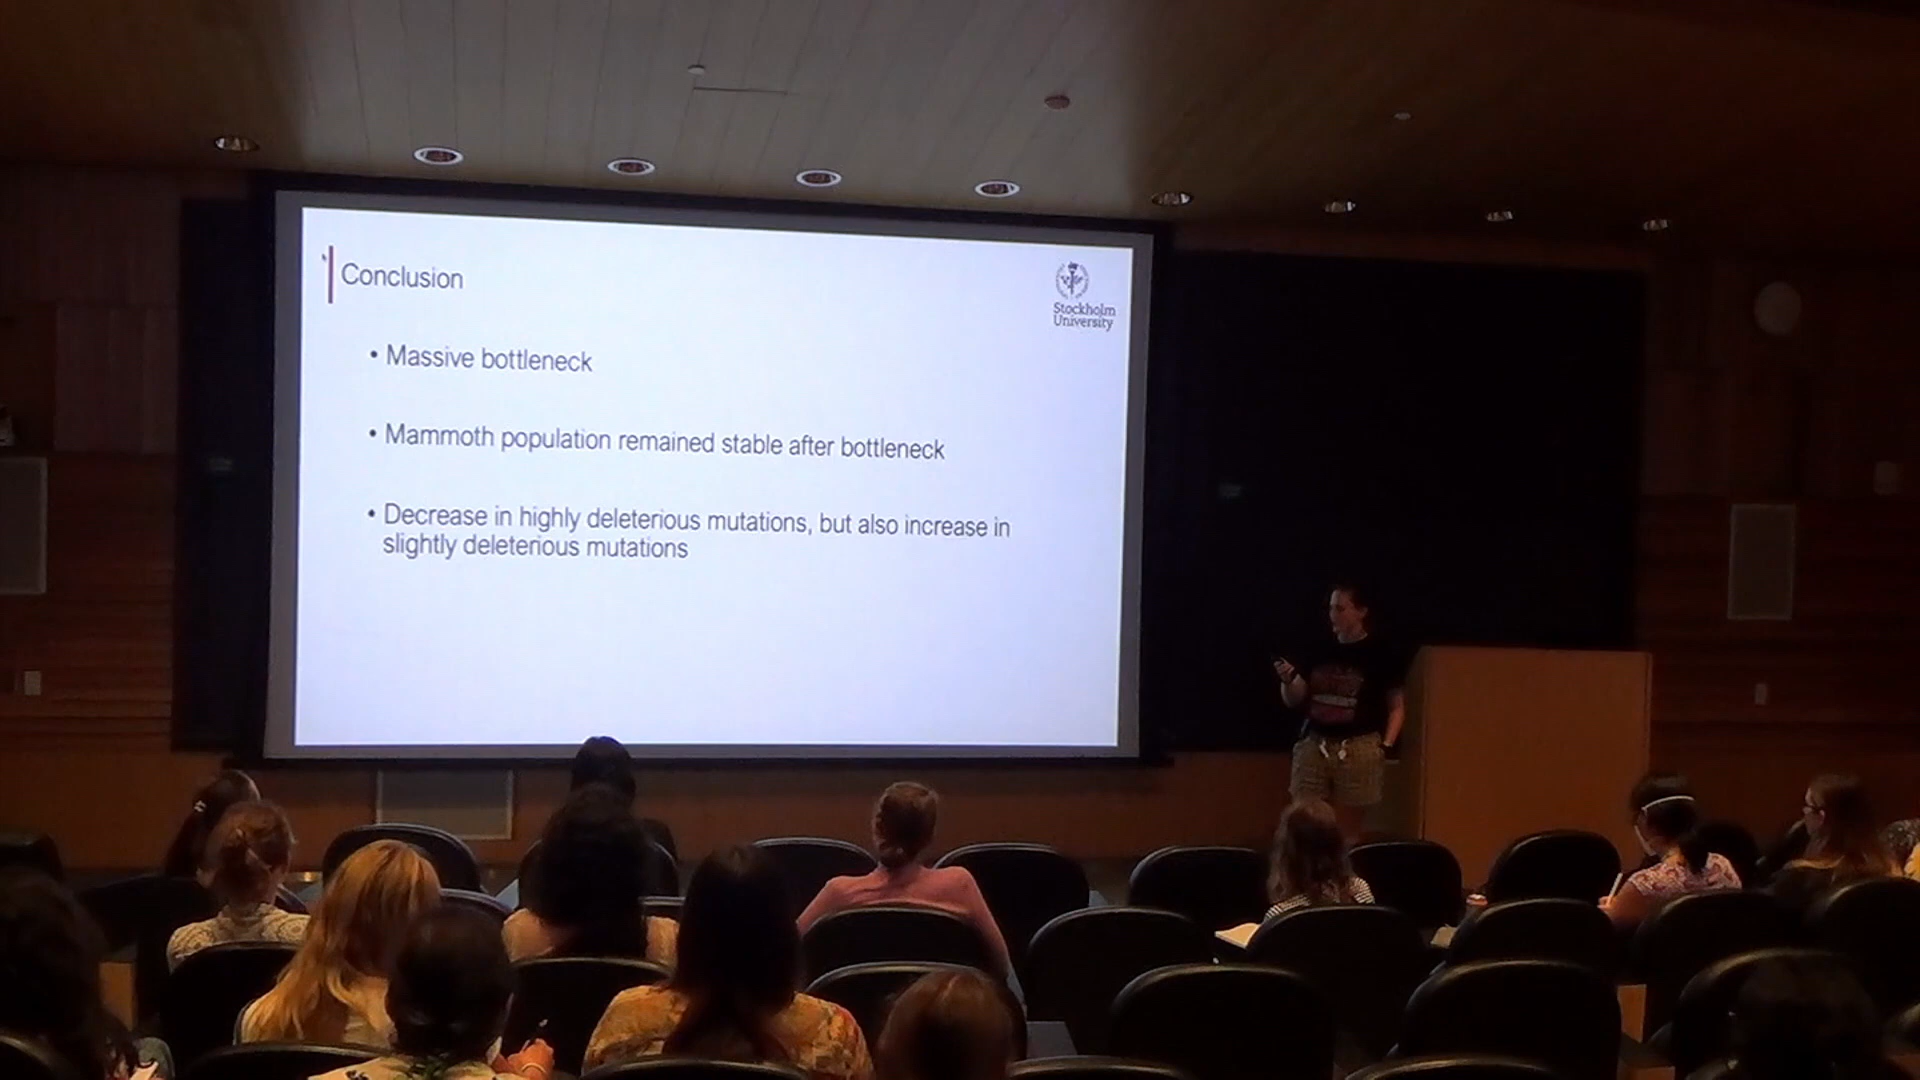 Conclusion
Stockholm
University
• Massive bottleneck
• Mammoth population remained stable after bottleneck
• Decrease in highly deleterious mutations, but also increase in
slightly deleterious mutations